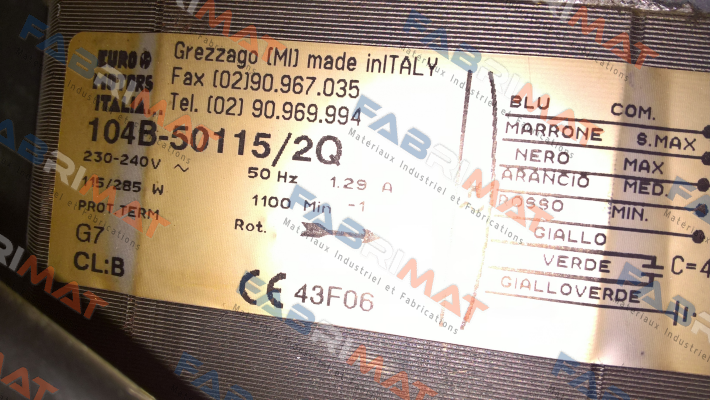 EURO
MOTORS
ITALIA
Grezzago (MI) made inITALY
Fax (02)90.967.035
Tel. (02) 90.969.994
104B-50115/2Q
230-240V ~ 50 Hz 1.29 A
115/285 W 1100 Min -1
PROT.TERM Rot.
G7
CL:B
CE 43F06
BLU COM.
MARRONE S.MAX
NERO MAX
ARANCIO MED.
ROSSO MIN.
GIALLO
VERDE C=4
GIALLOVERDE
FABRIMAT
Materiaux Industriel et Fabrications